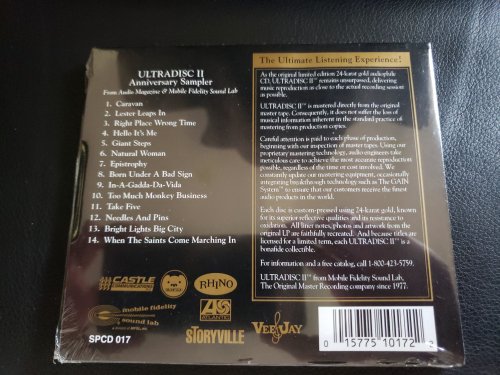 ULTRADISC II
Anniversary Sampler
From Audio Magazine & Mobile Fidelity Sound Lab
1. Caravan
2. Lester Leaps In
3. Right Place Wrong Time
4. Hello It's Me
5. Giant Steps
6. Natural Woman
7. Epistrophy
8. Born Under A Bad Sign
9. In-A-Gadda-Da-Vida
10. Too Much Monkey Business
11. Take Five
12. Needles And Pins
13. Bright Lights Big City
14. When The Saints Come Marching In
CASTLE
COMMUNICATIONS
RHINO
mobile fidelity
sound lab
ATLANTIC
STORYVILLE
VEE JAY
SPCD 017
The Ultimate Listening Experience!
As the original limited edition 24-karat gold audiophile
CD, ULTRADISC II™ remains unsurpassed, delivering
music reproduction as close to the actual recording session
as possible.
ULTRADISC II™ is mastered directly from the original
master tape. Consequently, it does not suffer the loss of
musical information inherent in the standard practice of
mastering from production copies.
Careful attention is paid to each phase of production,
beginning with our inspection of master tapes. Using our
proprietary mastering technology, audio engineers take
meticulous care to achieve the most accurate reproduction
possible, regardless of the time or cost involved. We
constantly update our mastering equipment, occasionally
integrating breakthrough technology such as The GAIN
System™ to ensure that our customers receive the finest
audio products in the world.
Each disc is custom-pressed using 24-karat gold, known
for its superior reflective qualities and its resistance to
oxidation. All liner notes, photos and artwork from the
original LP are faithfully recreated. And because titles are
licensed for a limited term, each ULTRADISC II™ is a
bonafide collectible.
For information and a free catalog, call 1-800-423-5759.
ULTRADISC II™ from Mobile Fidelity Sound Lab,
The Original Master Recording company since 1977.
0 15775 10172 2